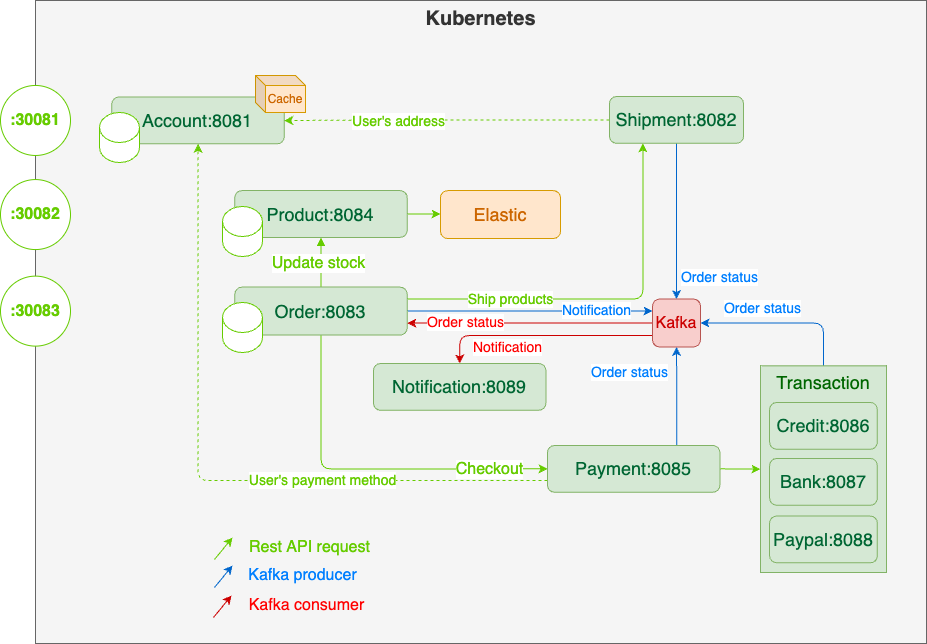 Kubernetes
:30081
:30082
:30083
Cache
Account:8081
User's address
Shipment:8082
Product:8084
Elastic
Update stock
Order:8083
Ship products
Notification
Order status
Notification
Order status
Kafka
Order status
Order status
Notification:8089
Transaction
Credit:8086
Bank:8087
Paypal:8088
Checkout
Payment:8085
User's payment method
Rest API request
Kafka producer
Kafka consumer